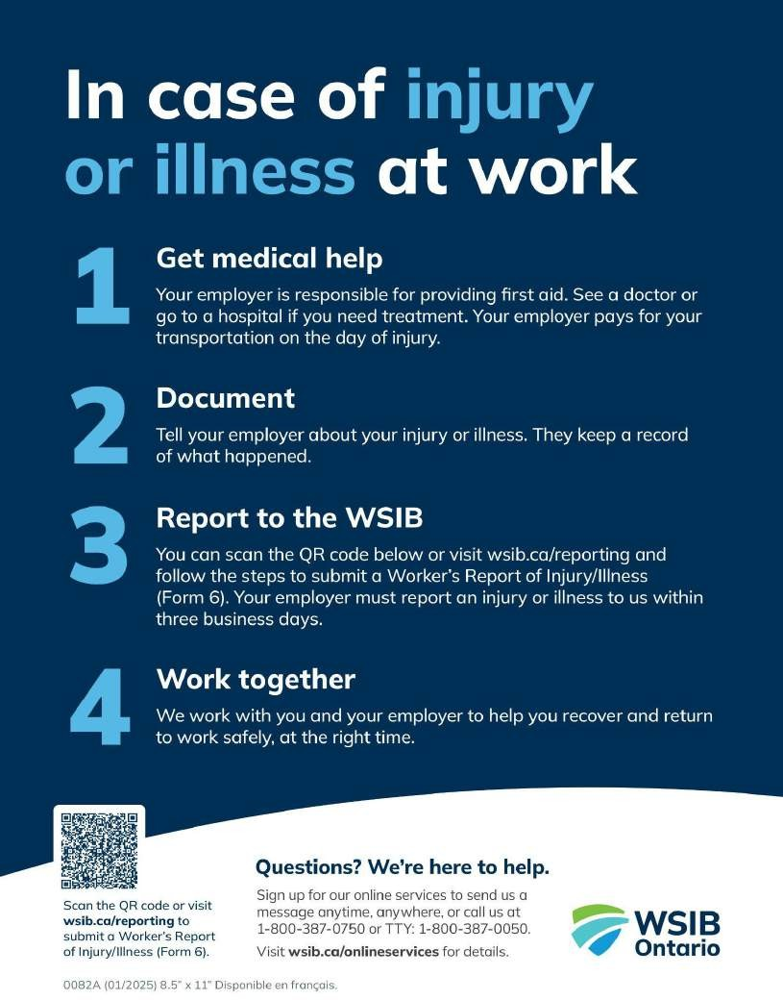 In case of injury
or illness at work
1
Get medical help
Your employer is responsible for providing first aid. See a doctor or
go to a hospital if you need treatment. Your employer pays for your
transportation on the day of injury.
2
Document
Tell your employer about your injury or illness. They keep a record
of what happened.
3
Report to the WSIB
You can scan the QR code below or visit wsib.ca/reporting and
follow the steps to submit a Worker’s Report of Injury/Illness
(Form 6). Your employer must report an injury or illness to us within
three business days.
4
Work together
We work with you and your employer to help you recover and return
to work safely, at the right time.
Scan the QR code or visit
wsib.ca/reporting to
submit a Worker’s Report
of Injury/Illness (Form 6).
Questions? We’re here to help.
Sign up for our online services to send us a
message anytime, anywhere, or call us at
1-800-387-0750 or TTY: 1-800-387-0050.
Visit wsib.ca/onlineservices for details.
WSIB
Ontario
0082A (01/2025) 8.5” x 11” Disponible en français.